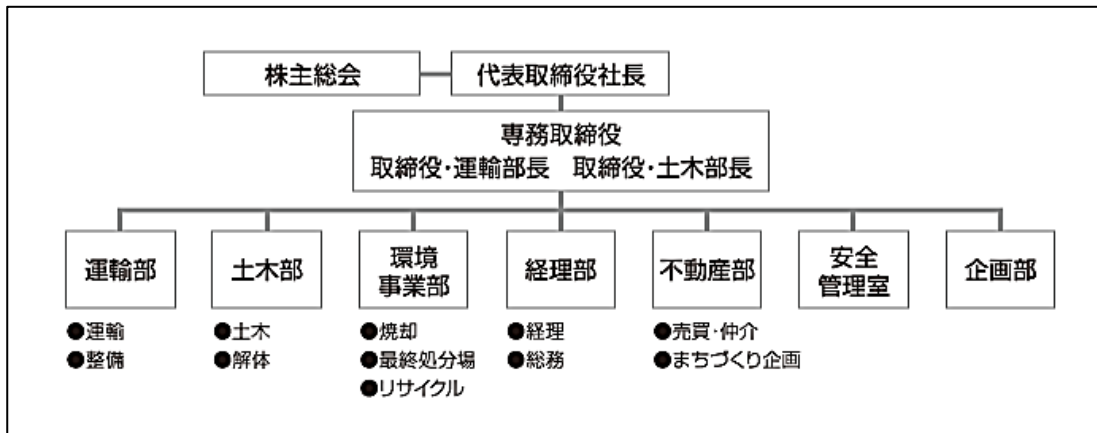 株主総会
代表取締役社長
専務取締役
取締役・運輸部長 取締役・土木部長
運輸部
●運輸
●整備
土木部
●土木
●解体
環境
事業部
●焼却
●最終処分場
●リサイクル
経理部
●経理
●総務
不動産部
●売買・仲介
●まちづくり企画
安全
管理室
企画部